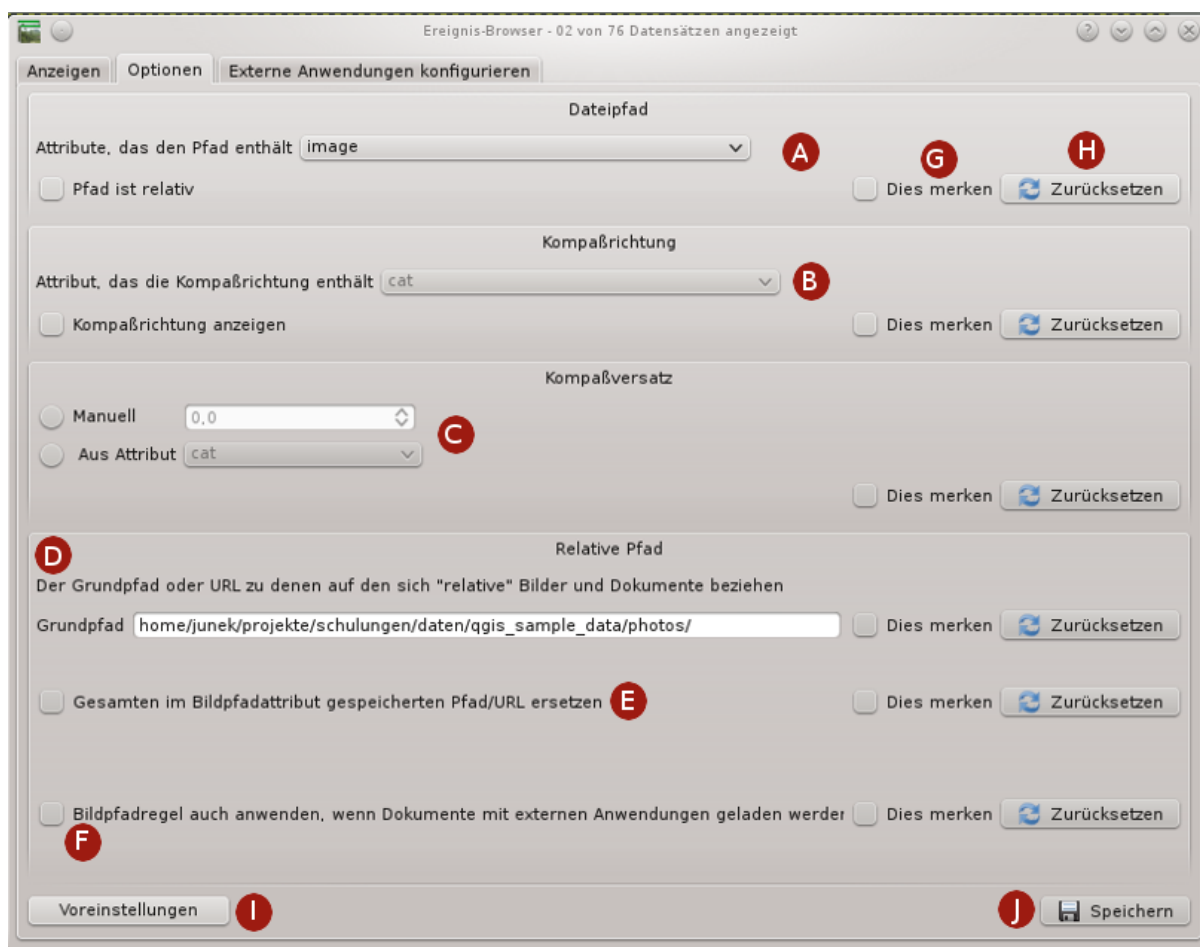 Ereignis-Browser - 02 von 76 Datensätzen angezeigt
Anzeigen Optionen Externe Anwendungen konfigurieren
Dateipfad
Attribute, das den Pfad enthält image A
G H
Pfad ist relativ Dies merken Zurücksetzen
Kompaßrichtung
Attribut, das die Kompaßrichtung enthält cat B
Kompaßrichtung anzeigen Dies merken Zurücksetzen
Kompaßversatz
Manuell 0,0
C
Aus Attribut cat
Dies merken Zurücksetzen
D Relative Pfad
Der Grundpfad oder URL zu denen auf den sich "relative" Bilder und Dokumente beziehen
Grundpfad home/junek/projekte/schulungen/daten/qgis_sample_data/photos/ Dies merken Zurücksetzen
Gesamten im Bildpfadattribut gespeicherten Pfad/URL ersetzen E Dies merken Zurücksetzen
Bildpfadregel auch anwenden, wenn Dokumente mit externen Anwendungen geladen werder Dies merken Zurücksetzen
F
Voreinstellungen I J Speichern